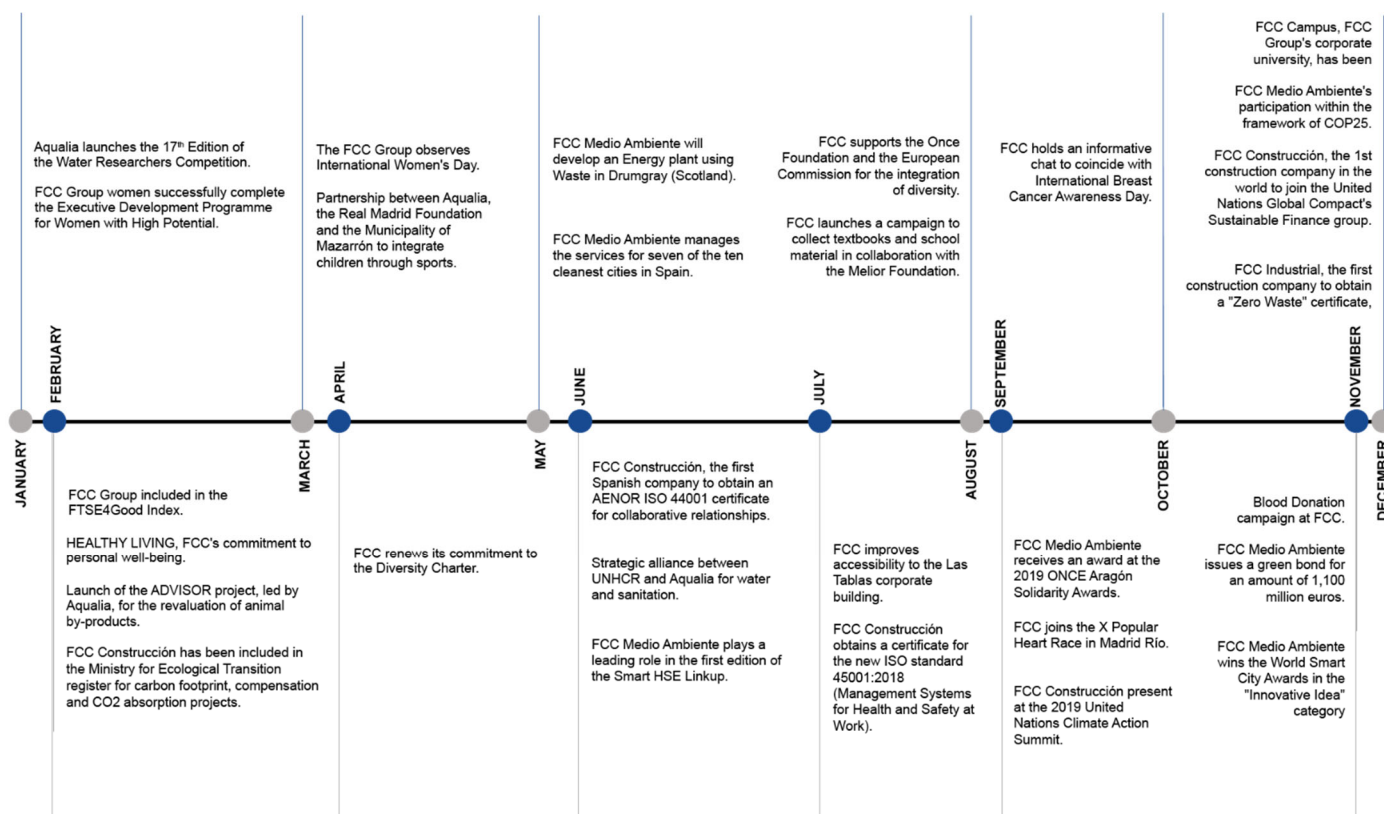 Aqualia launches the 17th Edition of
the Water Researchers Competition.
FCC Group women successfully complete
the Executive Development Programme
for Women with High Potential.
The FCC Group observes
International Women's Day.
Partnership between Aqualia,
the Real Madrid Foundation
and the Municipality of
Mazarrón to integrate
children through sports.
FCC Medio Ambiente will
develop an Energy plant using
Waste in Drumgray (Scotland).
FCC Medio Ambiente manages
the services for seven of the ten
cleanest cities in Spain.
FCC supports the Once
Foundation and the European
Commission for the integration
of diversity.
FCC launches a campaign to
collect textbooks and school
material in collaboration with
the Melior Foundation.
FCC holds an informative
chat to coincide with
International Breast
Cancer Awareness Day.
FCC Campus, FCC
Group's corporate
university, has been
FCC Medio Ambiente's
participation within the
framework of COP25.
FCC Construcción, the 1st
construction company in the
world to join the United
Nations Global Compact's
Sustainable Finance group.
FCC Industrial, the first
construction company to obtain
a "Zero Waste" certificate,
JANUARY
FEBRUARY
MARCH
APRIL
MAY
JUNE
JULY
AUGUST
SEPTEMBER
OCTOBER
NOVEMBER
DECEMBER
FCC Group included in the
FTSE4Good Index.
HEALTHY LIVING, FCC's commitment to
personal well-being.
Launch of the ADVISOR project, led by
Aqualia, for the revaluation of animal
by-products.
FCC Construcción has been included in
the Ministry for Ecological Transition
register for carbon footprint, compensation
and CO2 absorption projects.
FCC renews its commitment to
the Diversity Charter.
FCC Construcción, the first
Spanish company to obtain an
AENOR ISO 44001 certificate
for collaborative relationships.
Strategic alliance between
UNHCR and Aqualia for water
and sanitation.
FCC Medio Ambiente plays a
leading role in the first edition of
the Smart HSE Linkup.
FCC improves
accessibility to the Las
Tablas corporate
building.
FCC Construcción
obtains a certificate for
the new ISO standard
45001:2018
(Management Systems
for Health and Safety at
Work).
FCC Medio Ambiente
receives an award at the
2019 ONCE Aragón
Solidarity Awards.
FCC joins the X Popular
Heart Race in Madrid Río.
FCC Construcción present
at the 2019 United
Nations Climate Action
Summit.
Blood Donation
campaign at FCC.
FCC Medio Ambiente
issues a green bond for
an amount of 1,100
million euros.
FCC Medio Ambiente
wins the World Smart
City Awards in the
"Innovative Idea"
category